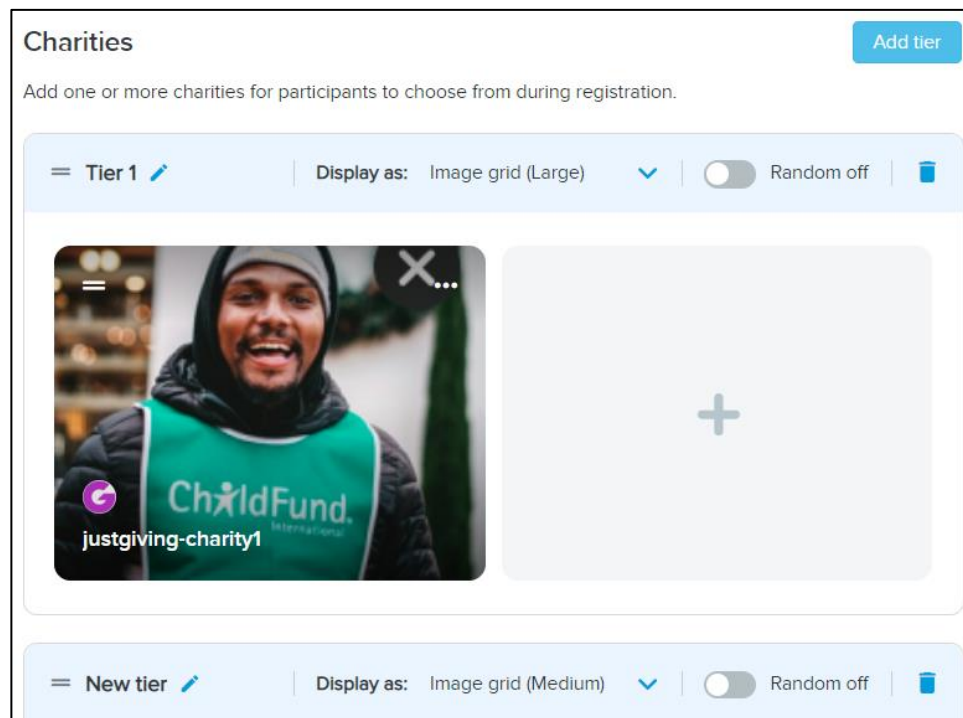 Charities
Add tier
Add one or more charities for participants to choose from during registration.
Tier 1
Display as: Image grid (Large)
Random off
ChildFund.
International
justgiving-charity1
New tier
Display as: Image grid (Medium)
Random off